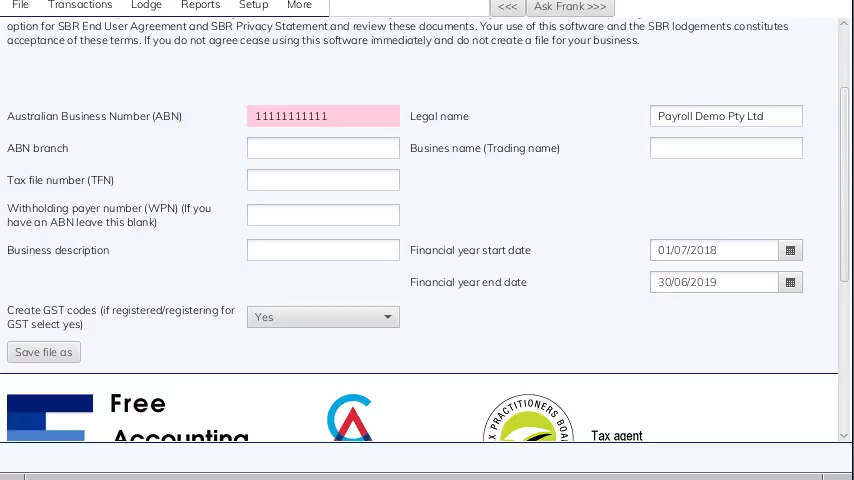 File Transactions Lodge Reports Setup More <<< Ask Frank >>>
option for SBR End User Agreement and SBR Privacy Statement and review these documents. Your use of this software and the SBR lodgements constitutes
acceptance of these terms. If you do not agree cease using this software immediately and do not create a file for your business.
Australian Business Number (ABN) 11111111111 Legal name Payroll Demo Pty Ltd
ABN branch Busines name (Trading name)
Tax file number (TFN)
Withholding payer number (WPN) (If you
have an ABN leave this blank)
Business description Financial year start date 01/07/2018
Financial year end date 30/06/2019
Create GST codes (if registered/registering for
GST select yes) Yes
Save file as
Free
Accounting
X PRACTITIONERS BOA
Tax agent